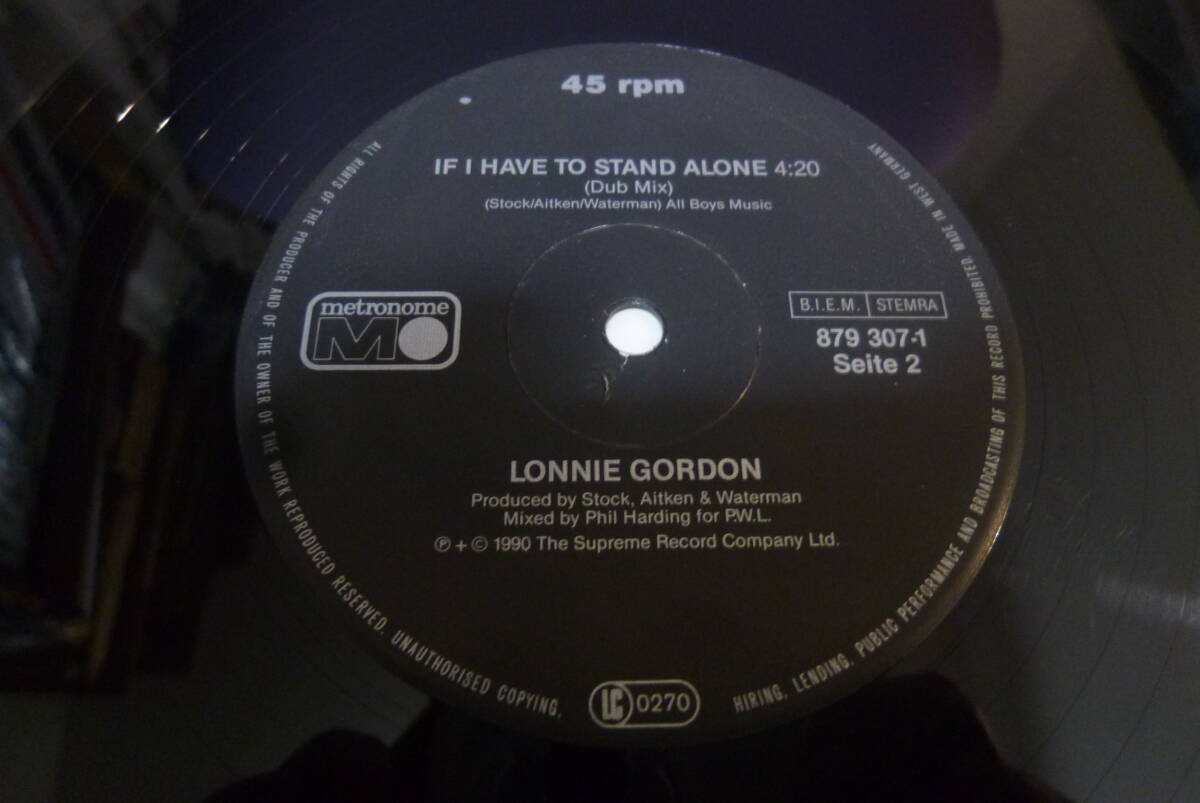 45 rpm
IF I HAVE TO STAND ALONE 4:20
(Dub Mix)
(Stock/Aitken/Waterman) All Boys Music
metronome
M
B.I.E.M. STEMRA
879 307-1
Seite 2
LONNIE GORDON
Produced by Stock, Aitken & Waterman
Mixed by Phil Harding for P.W.L.
℗ + © 1990 The Supreme Record Company Ltd.
LC 0270
ALL RIGHTS OF THE PRODUCER AND OF THE OWNER OF THE WORK REPRODUCED RESERVED. UNAUTHORISED COPYING, HIRING, LENDING, PUBLIC PERFORMANCE AND BROADCASTING OF THIS RECORD PROHIBITED. MADE IN WEST GERMANY